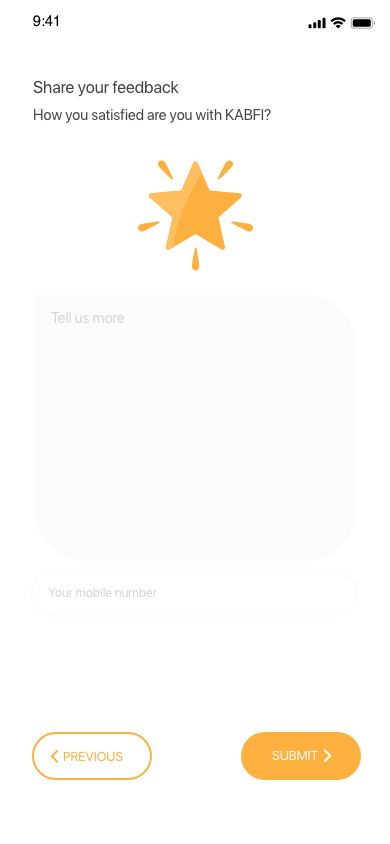 9:41
Share your feedback
How you satisfied are you with KABFI?
Tell us more
Your mobile number
PREVIOUS
SUBMIT